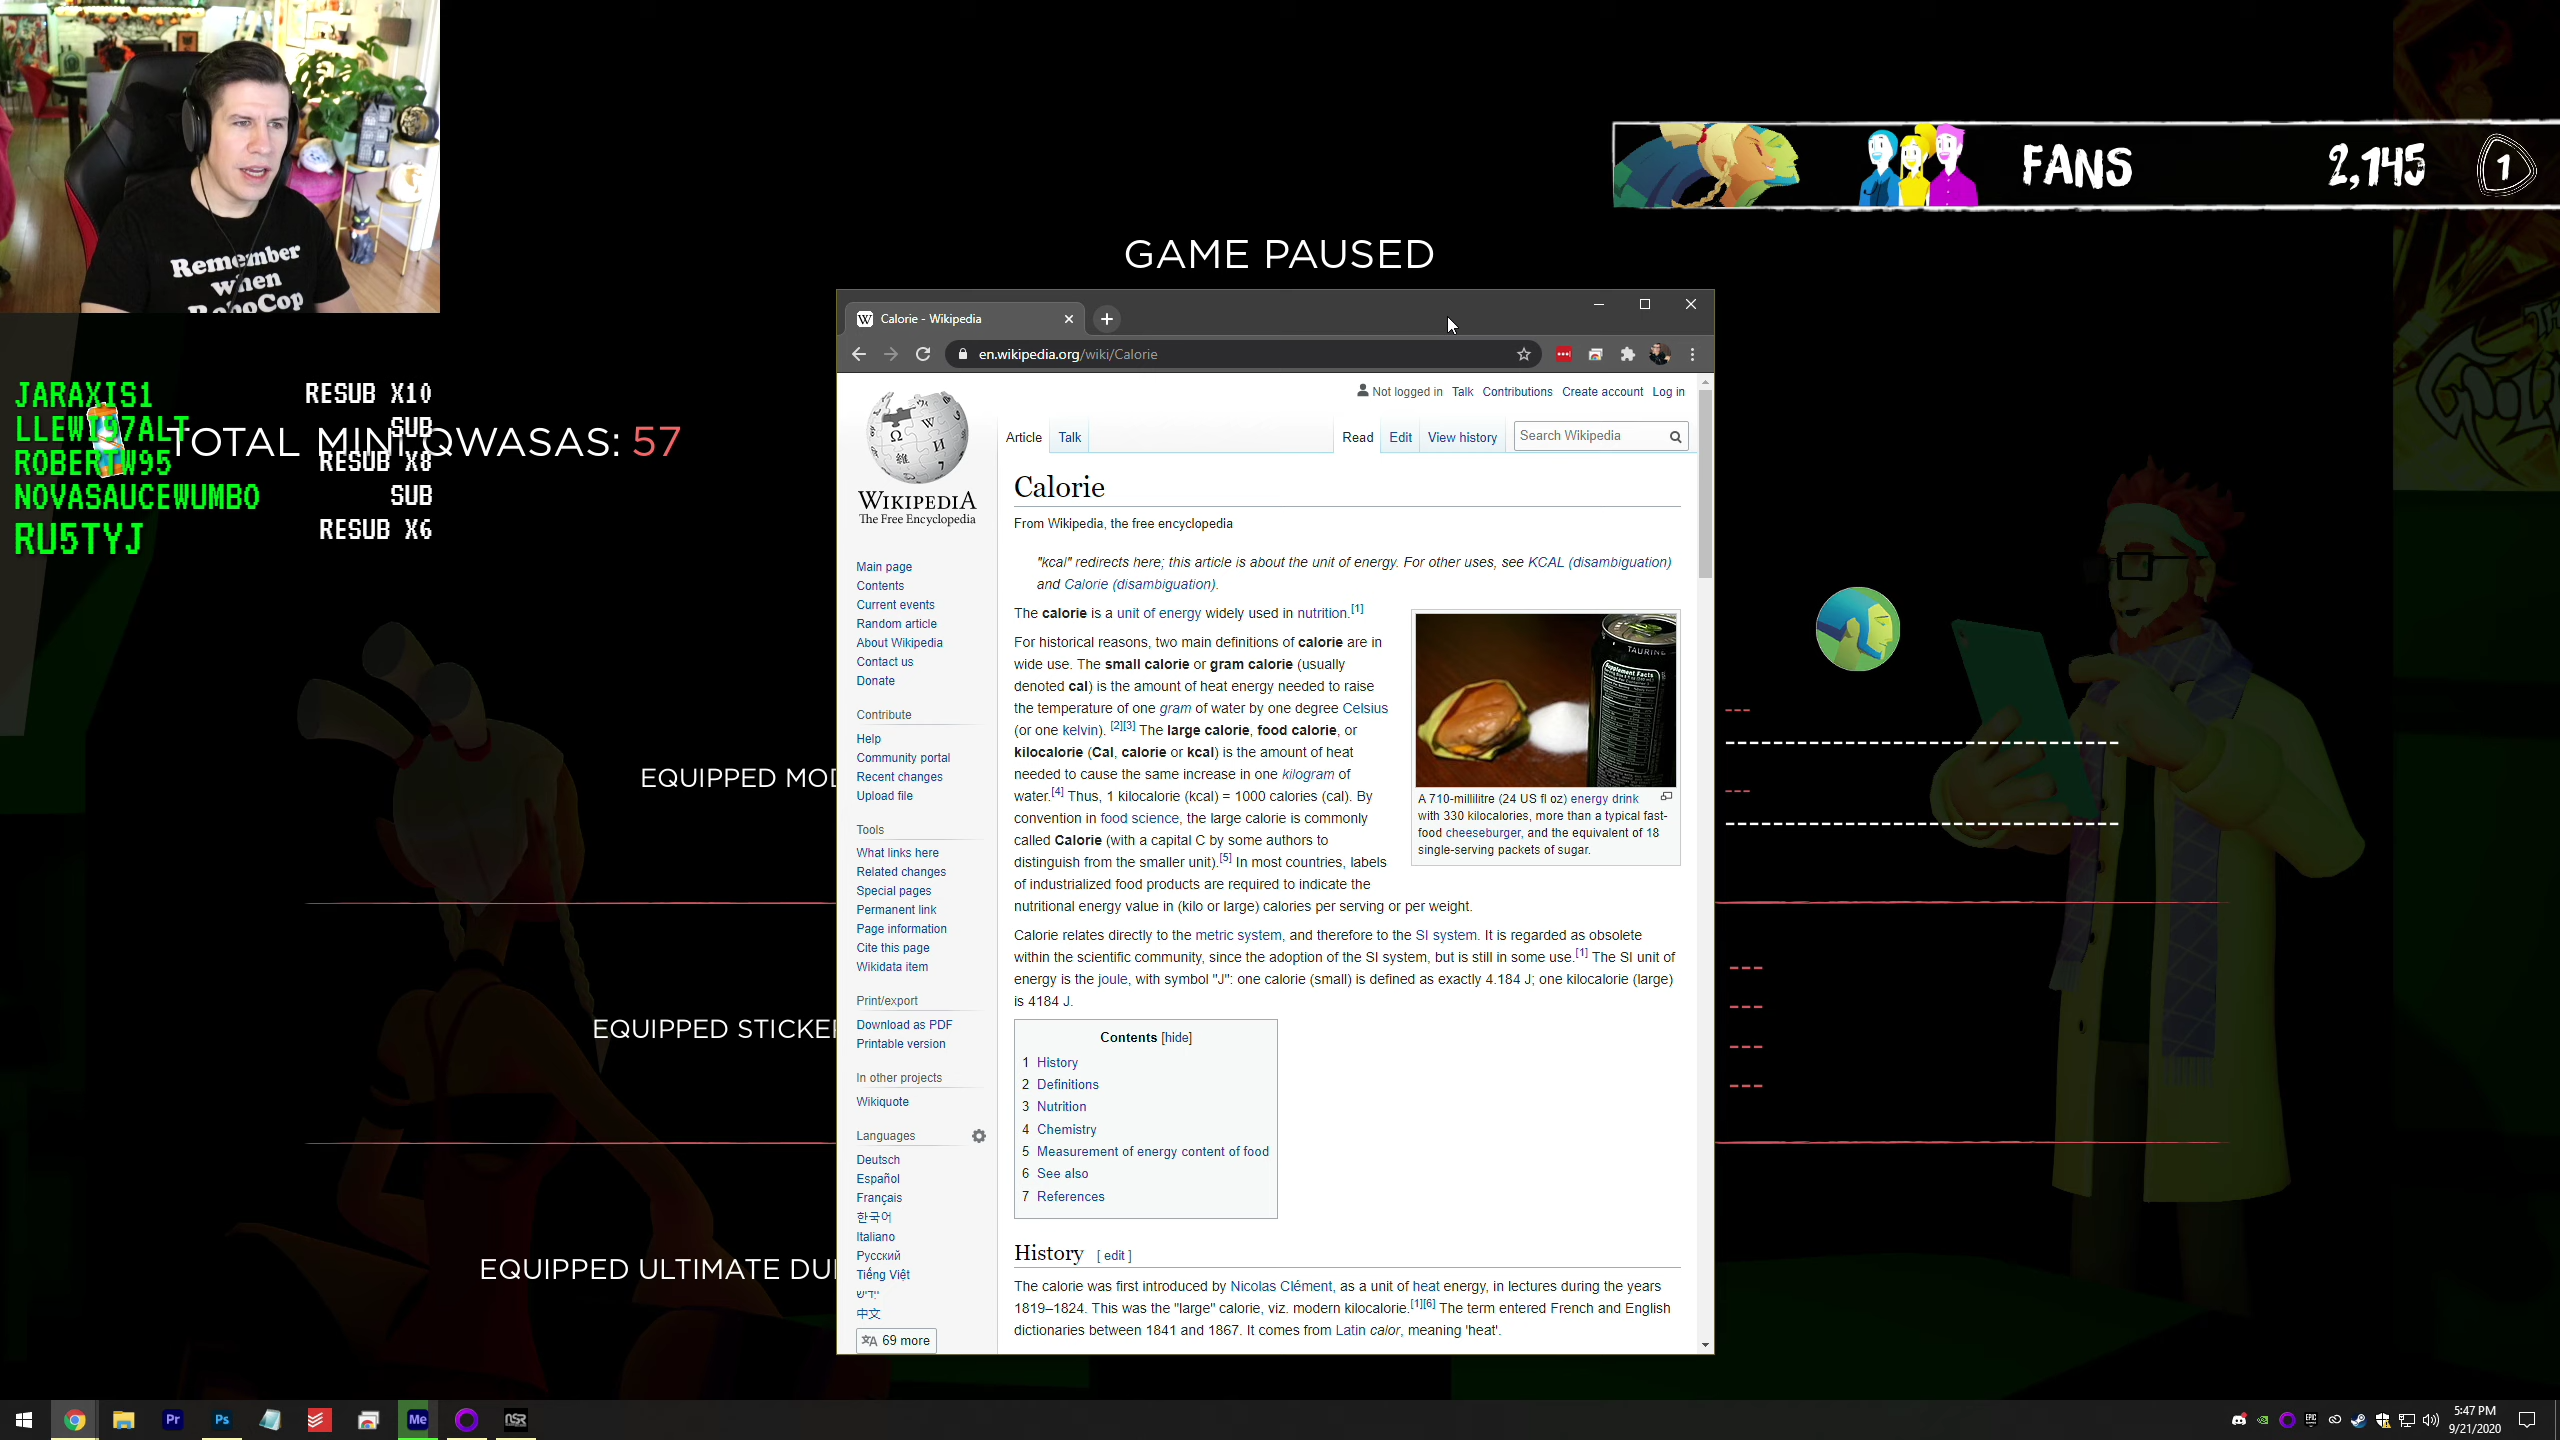 Remember
when
RoboCop
FANS 2,745 1
GAME PAUSED
Calorie - Wikipedia
en.wikipedia.org/wiki/Calorie
JARAXIS1 RESUB X10
LLEWI97ALT SUB
ROBERTW95 RESUB X8
NOVASAUCEWUMBO SUB
RU5TYJ RESUB X6
TOTAL MINI QWASAS: 57
EQUIPPED MOD
EQUIPPED STICKE
EQUIPPED ULTIMATE DU
WIKIPEDIA
The Free Encyclopedia
Main page
Contents
Current events
Random article
About Wikipedia
Contact us
Donate
Contribute
Help
Community portal
Recent changes
Upload file
Tools
What links here
Related changes
Special pages
Permanent link
Page information
Cite this page
Wikidata item
Print/export
Download as PDF
Printable version
In other projects
Wikiquote
Languages
Deutsch
Español
Français
한국어
Italiano
Русский
Tiếng Việt
ייִדיש
中文
69 more
Not logged in Talk Contributions Create account Log in
Article Talk Read Edit View history Search Wikipedia
Calorie
From Wikipedia, the free encyclopedia
"kcal" redirects here; this article is about the unit of energy. For other uses, see KCAL (disambiguation)
and Calorie (disambiguation).
The calorie is a unit of energy widely used in nutrition.[1]
For historical reasons, two main definitions of calorie are in
wide use. The small calorie or gram calorie (usually
denoted cal) is the amount of heat energy needed to raise
the temperature of one gram of water by one degree Celsius
(or one kelvin). [2][3] The large calorie, food calorie, or
kilocalorie (Cal, calorie or kcal) is the amount of heat
needed to cause the same increase in one kilogram of
water.[4] Thus, 1 kilocalorie (kcal) = 1000 calories (cal). By
convention in food science, the large calorie is commonly
called Calorie (with a capital C by some authors to
distinguish from the smaller unit).[5] In most countries, labels
of industrialized food products are required to indicate the
nutritional energy value in (kilo or large) calories per serving or per weight.
TAURINE
Supplement Facts
A 710-millilitre (24 US fl oz) energy drink
with 330 kilocalories, more than a typical fast-
food cheeseburger, and the equivalent of 18
single-serving packets of sugar.
Calorie relates directly to the metric system, and therefore to the SI system. It is regarded as obsolete
within the scientific community, since the adoption of the SI system, but is still in some use.[1] The SI unit of
energy is the joule, with symbol "J": one calorie (small) is defined as exactly 4.184 J; one kilocalorie (large)
is 4184 J.
Contents [hide]
1 History
2 Definitions
3 Nutrition
4 Chemistry
5 Measurement of energy content of food
6 See also
7 References
History [ edit ]
The calorie was first introduced by Nicolas Clément, as a unit of heat energy, in lectures during the years
1819–1824. This was the "large" calorie, viz. modern kilocalorie.[1][6] The term entered French and English
dictionaries between 1841 and 1867. It comes from Latin calor, meaning 'heat'.
---
---
---
---
---
---
Pr Ps Me NSR
EPIC
5:47 PM
9/21/2020